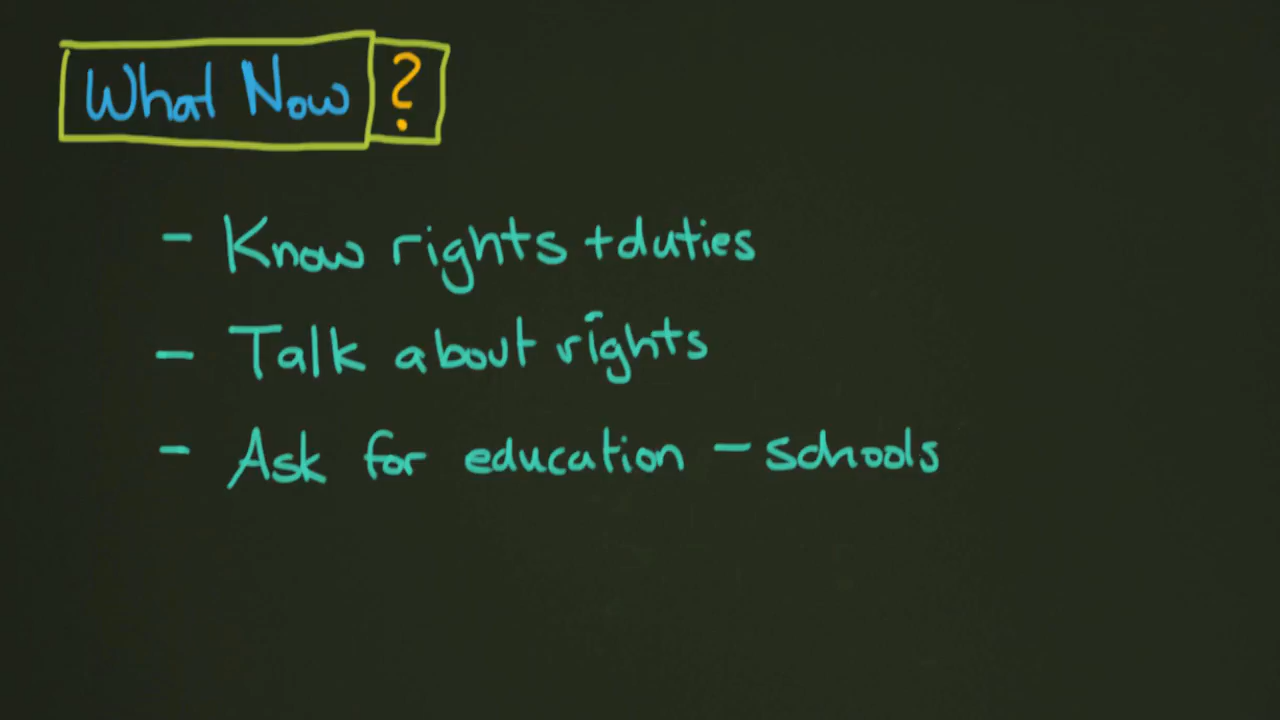 What Now ?
- Know rights + duties
- Talk about rights
- Ask for education - schools